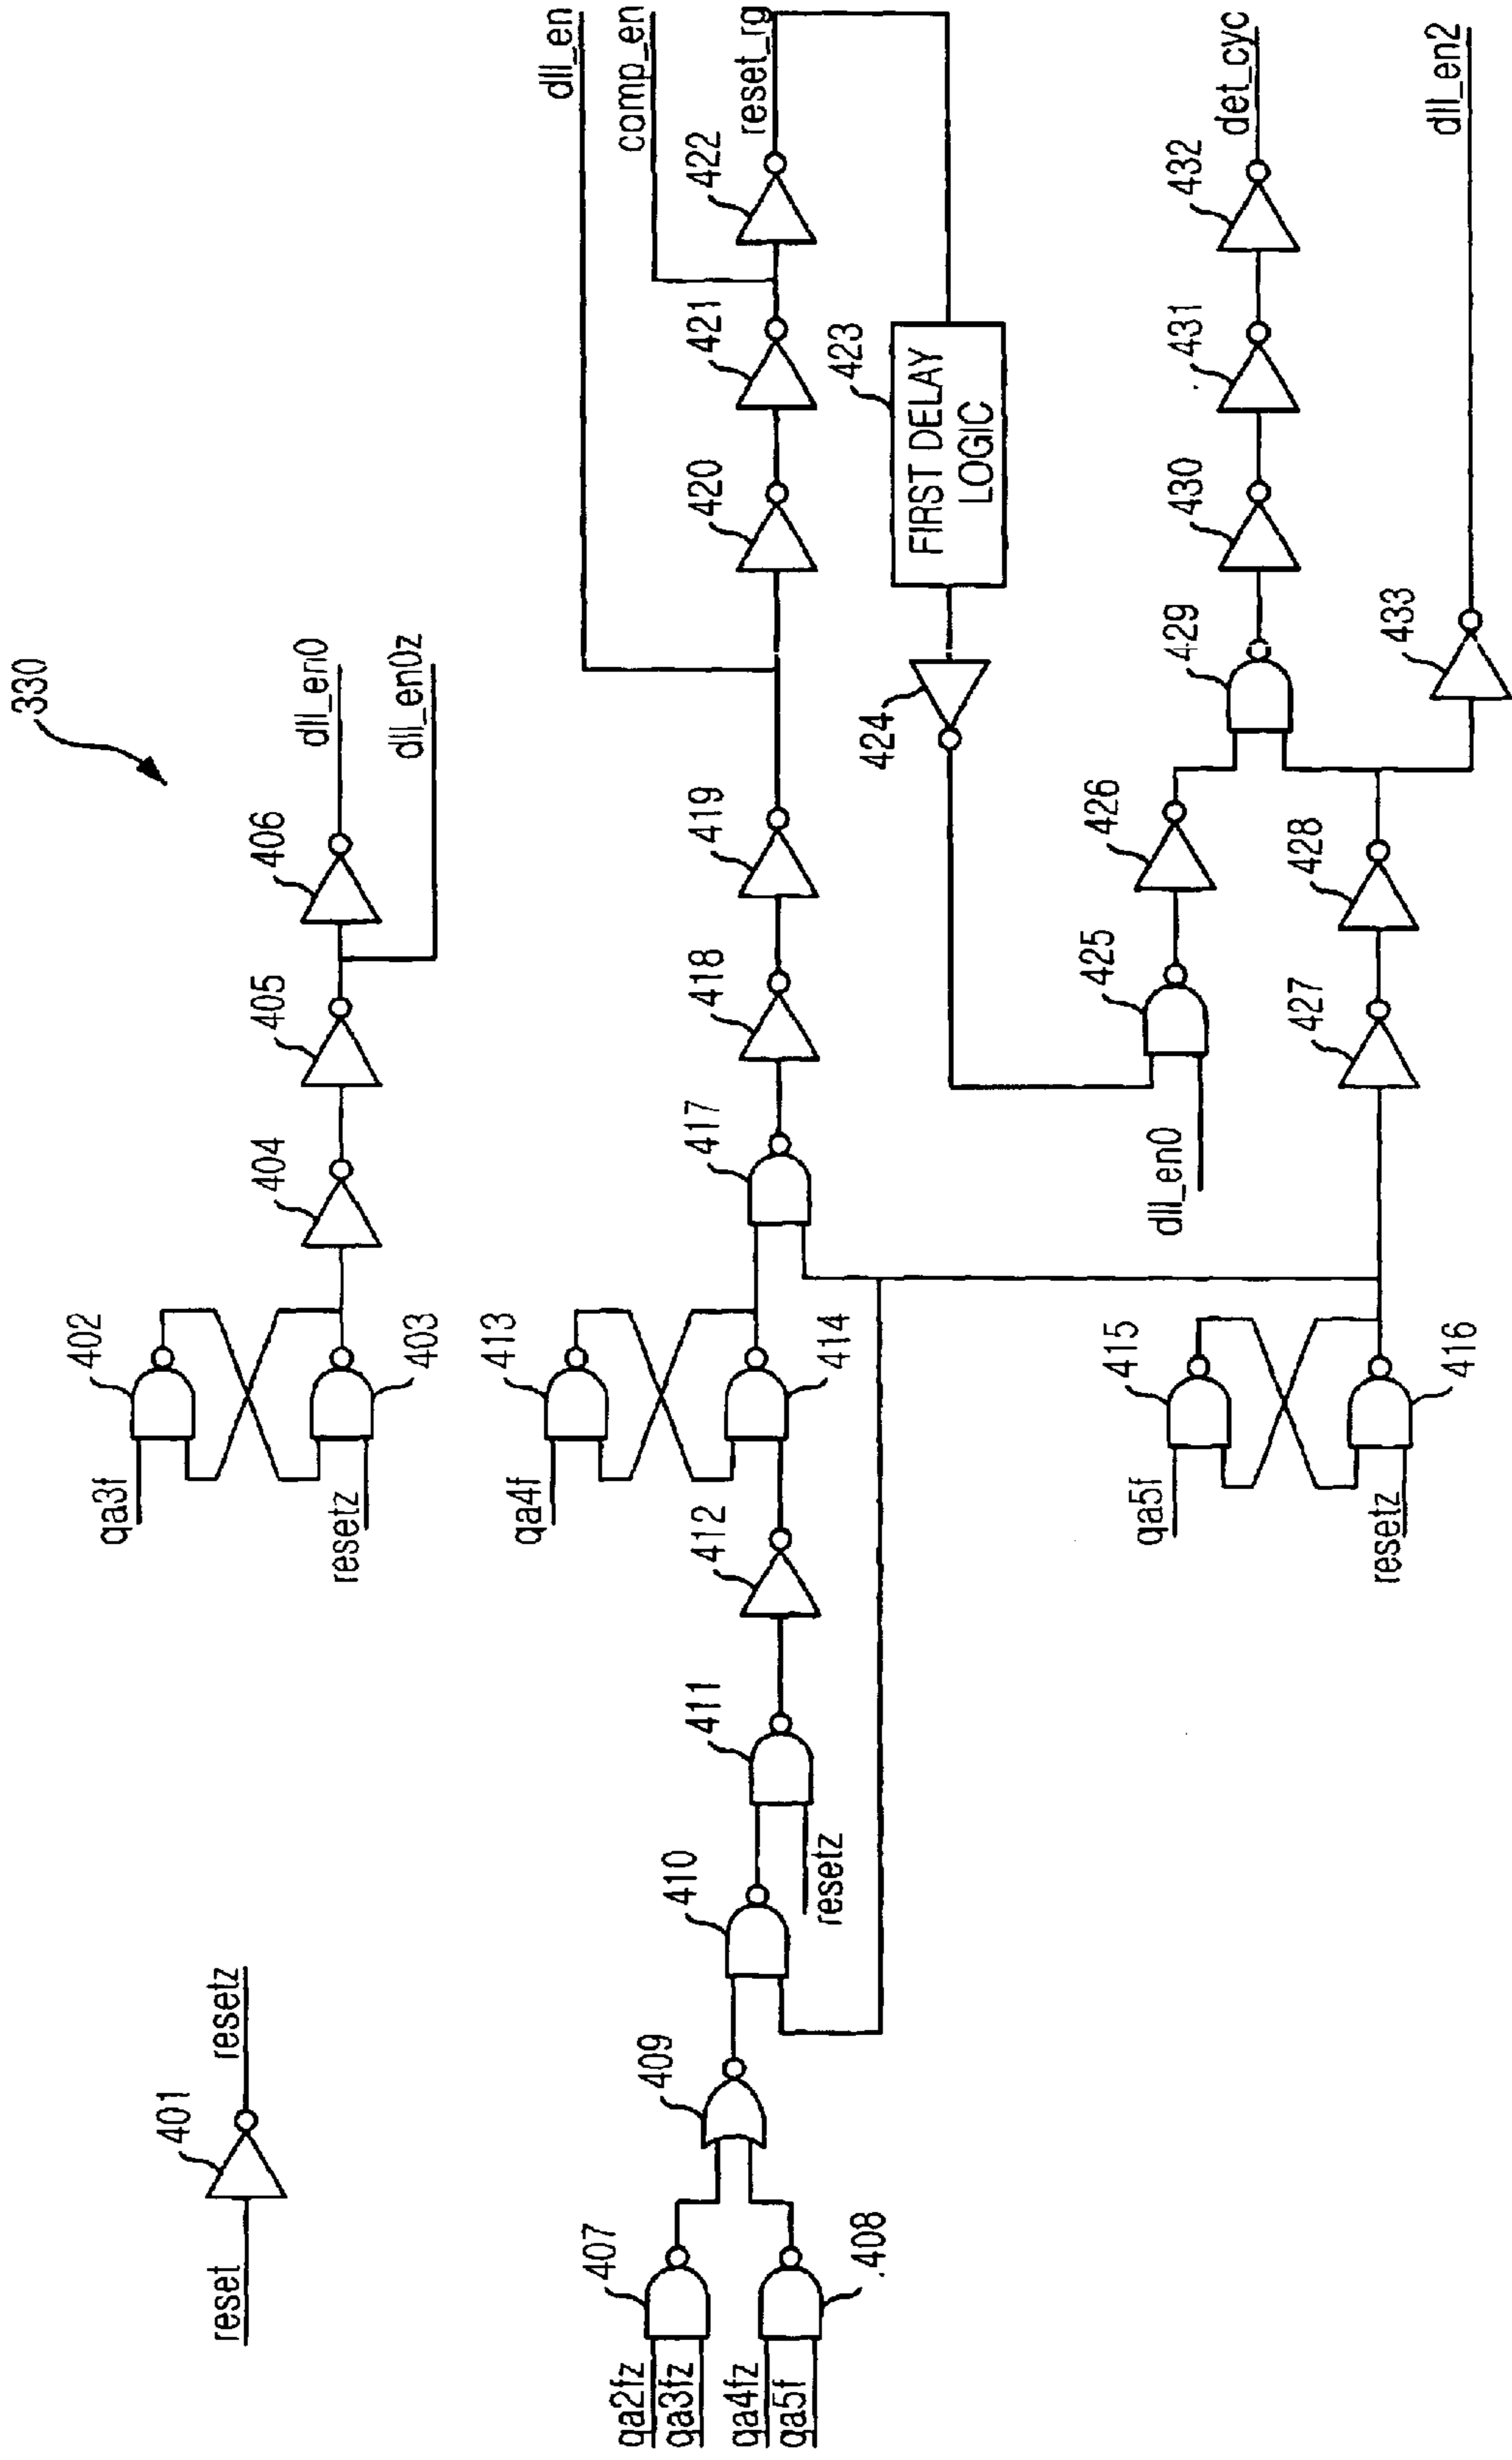 330
reset
401
resetz
qa3f
402
resetz
403
404
405
406
dll_en0
dll_en0z
qa2fz
qa3fz
407
qa4fz
qa5f
408
409
410
411
resetz
412
qa4f
413
414
417
418
419
420
421
422
dll_en
comp_en
reset_rg
423
FIRST DELAY
LOGIC
424
dll_en0
425
426
qa5f
415
resetz
416
427
428
429
430
431
432
det_cyc
433
dll_en2